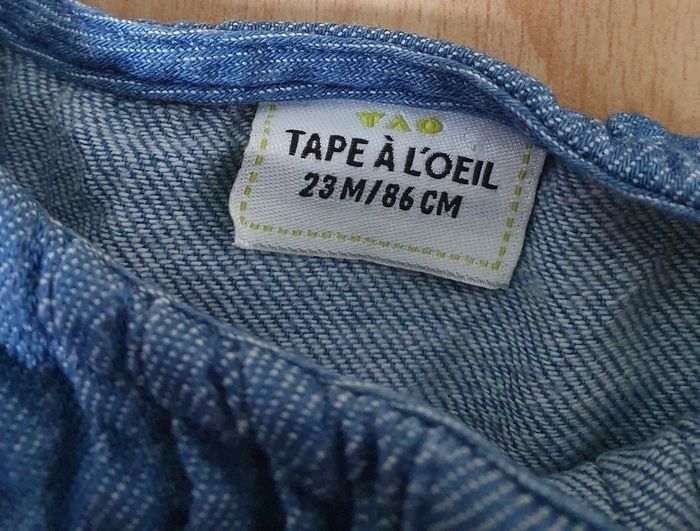 TAO
TAPE À L'OEIL
23 M/86 CM